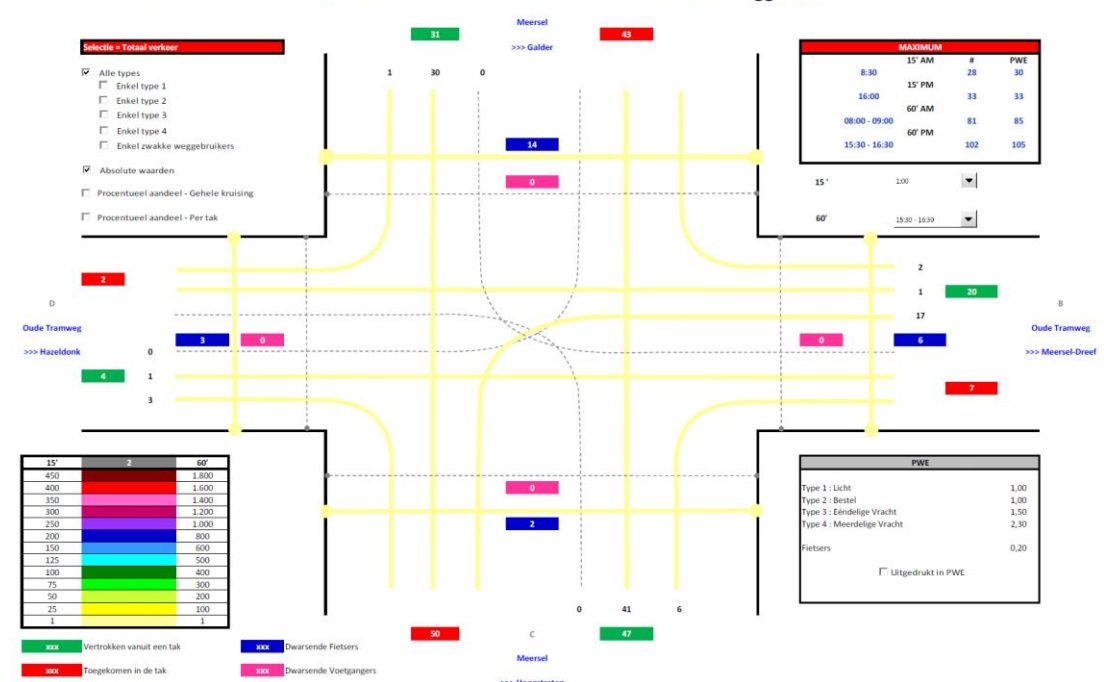 Meersel
31
43
>>> Galder
Selectie = Totaal verkeer
Alle types
Enkel type 1
Enkel type 2
Enkel type 3
Enkel type 4
Enkel zwakke weggebruikers
Absolute waarden
Procentueel aandeel - Gehele kruising
Procentueel aandeel - Per tak
1 30 0
14
0
MAXIMUM
15' AM # PWE
8:30 28 30
15' PM
16:00 33 33
60' AM
08:00 - 09:00 81 85
60' PM
15:30 - 16:30 102 105
15 ' 1:00
60' 15:30 - 16:30
2
D
Oude Tramweg
>>> Hazeldonk
3 0
0
4 1
3
2
1 20
17
B
Oude Tramweg
>>> Meersel-Dreef
0 6
7
15' 2 60'
450 1.800
400 1.600
350 1.400
300 1.200
250 1.000
200 800
150 600
125 500
100 400
75 300
50 200
25 100
1 1
0
2
PWE
Type 1 : Licht 1,00
Type 2 : Bestel 1,00
Type 3 : Eéndelige Vracht 1,50
Type 4 : Meerdelige Vracht 2,30
Fietsers 0,20
Uitgedrukt in PWE
0 41 6
50 C 47
Meersel
xxx Vertrokken vanuit een tak
xxx Dwarsende Fietsers
xxx Toegekomen in de tak
xxx Dwarsende Voetgangers